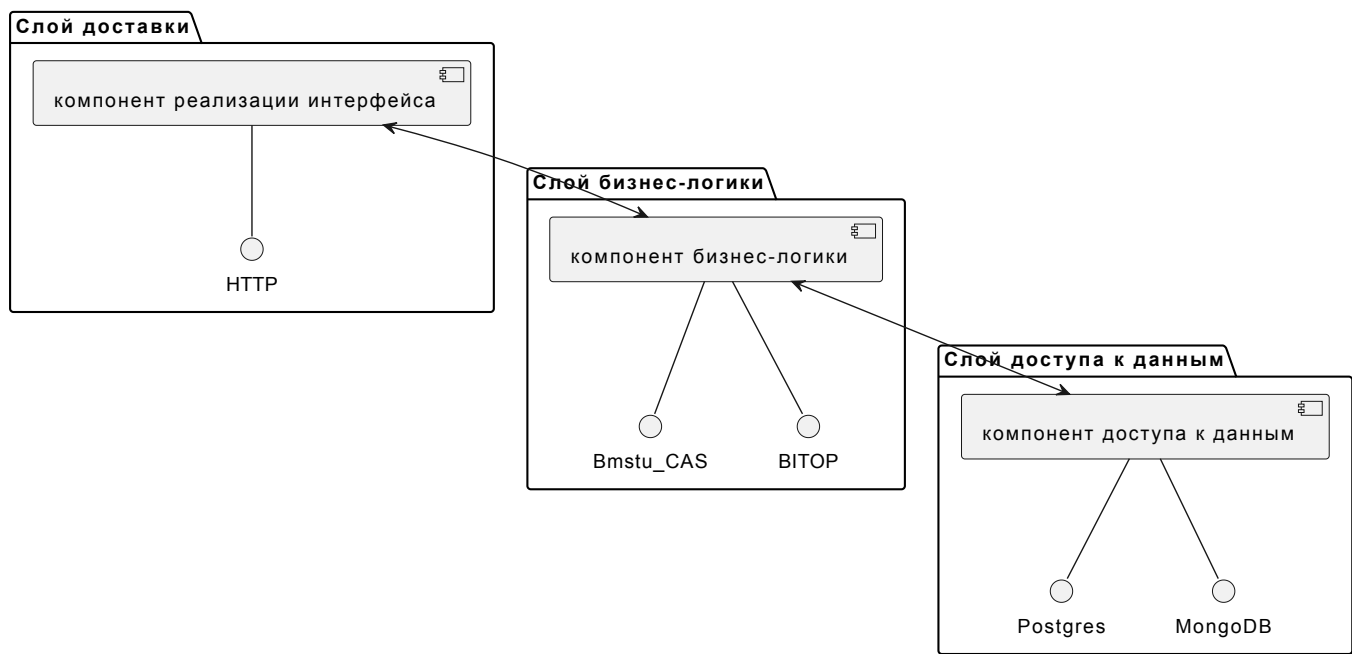 Слой доставки
компонент реализации интерфейса
HTTP
Слой бизнес-логики
компонент бизнес-логики
Bmstu_CAS
BITOP
Слой доступа к данным
компонент доступа к данным
Postgres
MongoDB